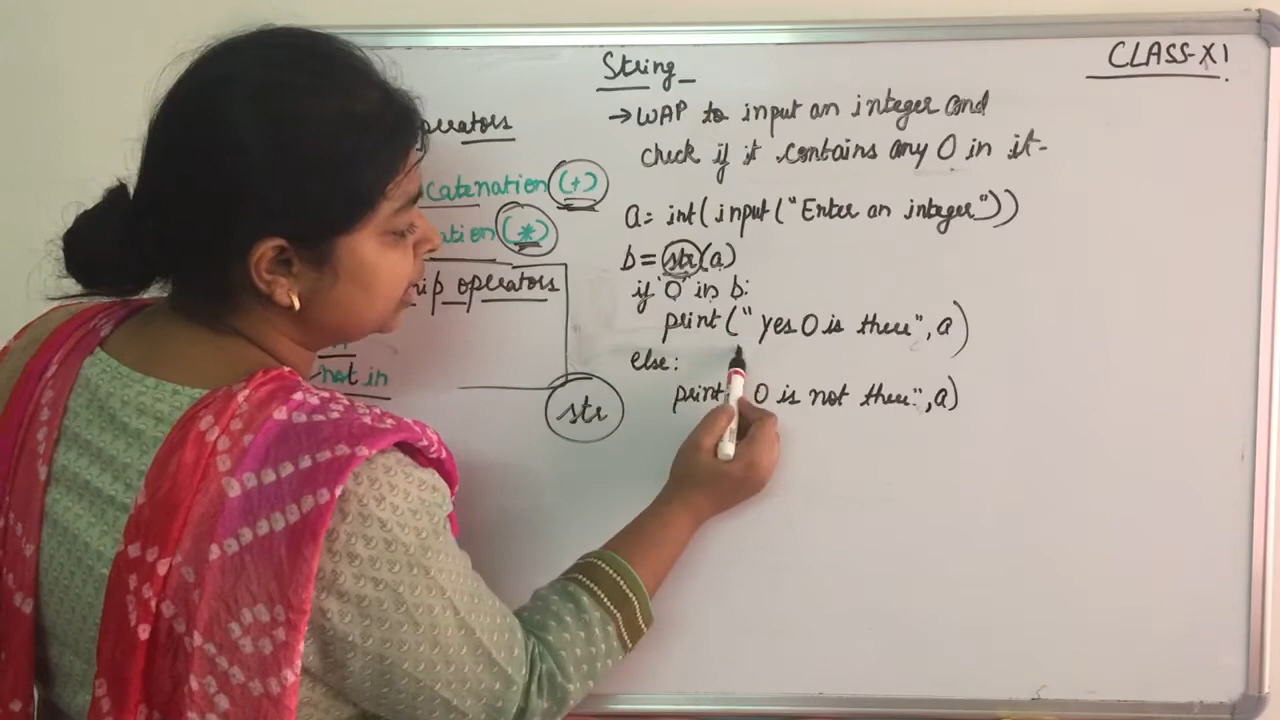 String
CLASS-XI
→ WAP to input an integer and
check if it contains any 0 in it-
a= int(input("Enter an integer"))
b= str(a)
if '0' in b:
print("yes 0 is there", a)
else:
print 0 is not there", a)
perators
catenation (+)
ation (*)
hip operators
not in
str